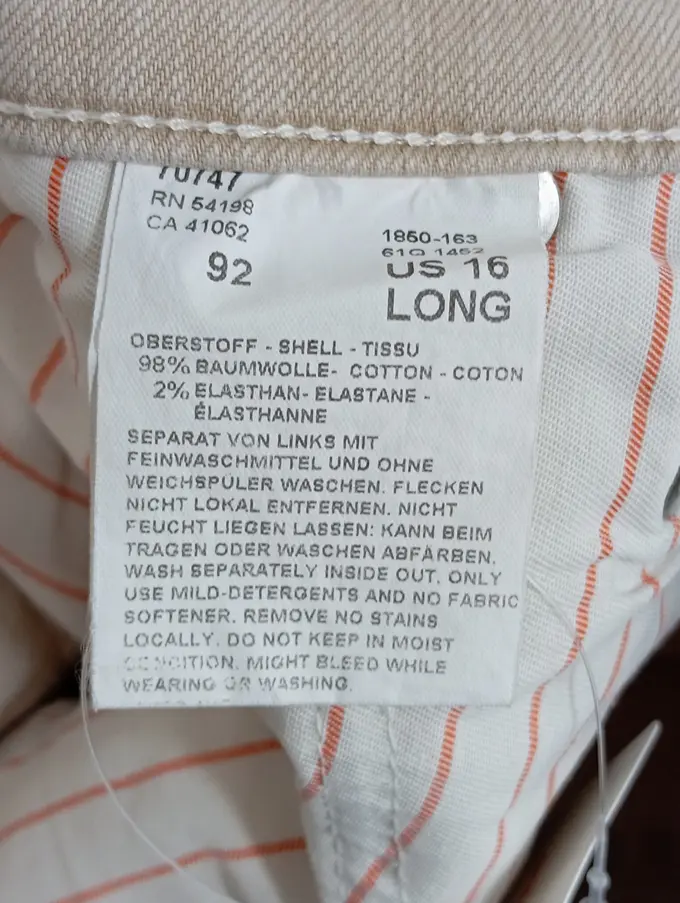 70747
RN 54198
CA 41062
92
1850-163
61Q 1452
US 16
LONG
OBERSTOFF - SHELL - TISSU
98% BAUMWOLLE- COTTON - COTON
2% ELASTHAN- ELASTANE -
ÉLASTHANNE
SEPARAT VON LINKS MIT
FEINWASCHMITTEL UND OHNE
WEICHSPÜLER WASCHEN. FLECKEN
NICHT LOKAL ENTFERNEN. NICHT
FEUCHT LIEGEN LASSEN: KANN BEIM
TRAGEN ODER WASCHEN ABFÄRBEN.
WASH SEPARATELY INSIDE OUT, ONLY
USE MILD-DETERGENTS AND NO FABRIC
SOFTENER. REMOVE NO STAINS
LOCALLY. DO NOT KEEP IN MOIST
CONDITION. MIGHT BLEED WHILE
WEARING OR WASHING.